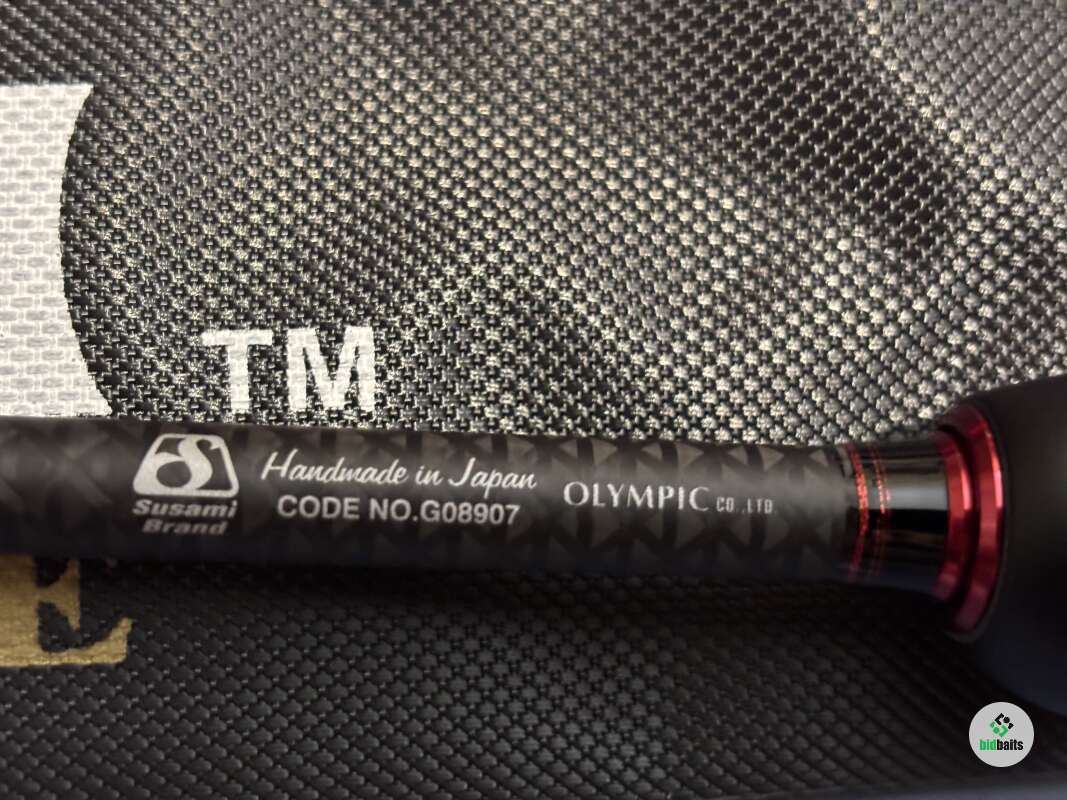 TM
Susami
Brand
Handmade in Japan
CODE NO.G08907
OLYMPIC CO.,LTD.
bidbaits